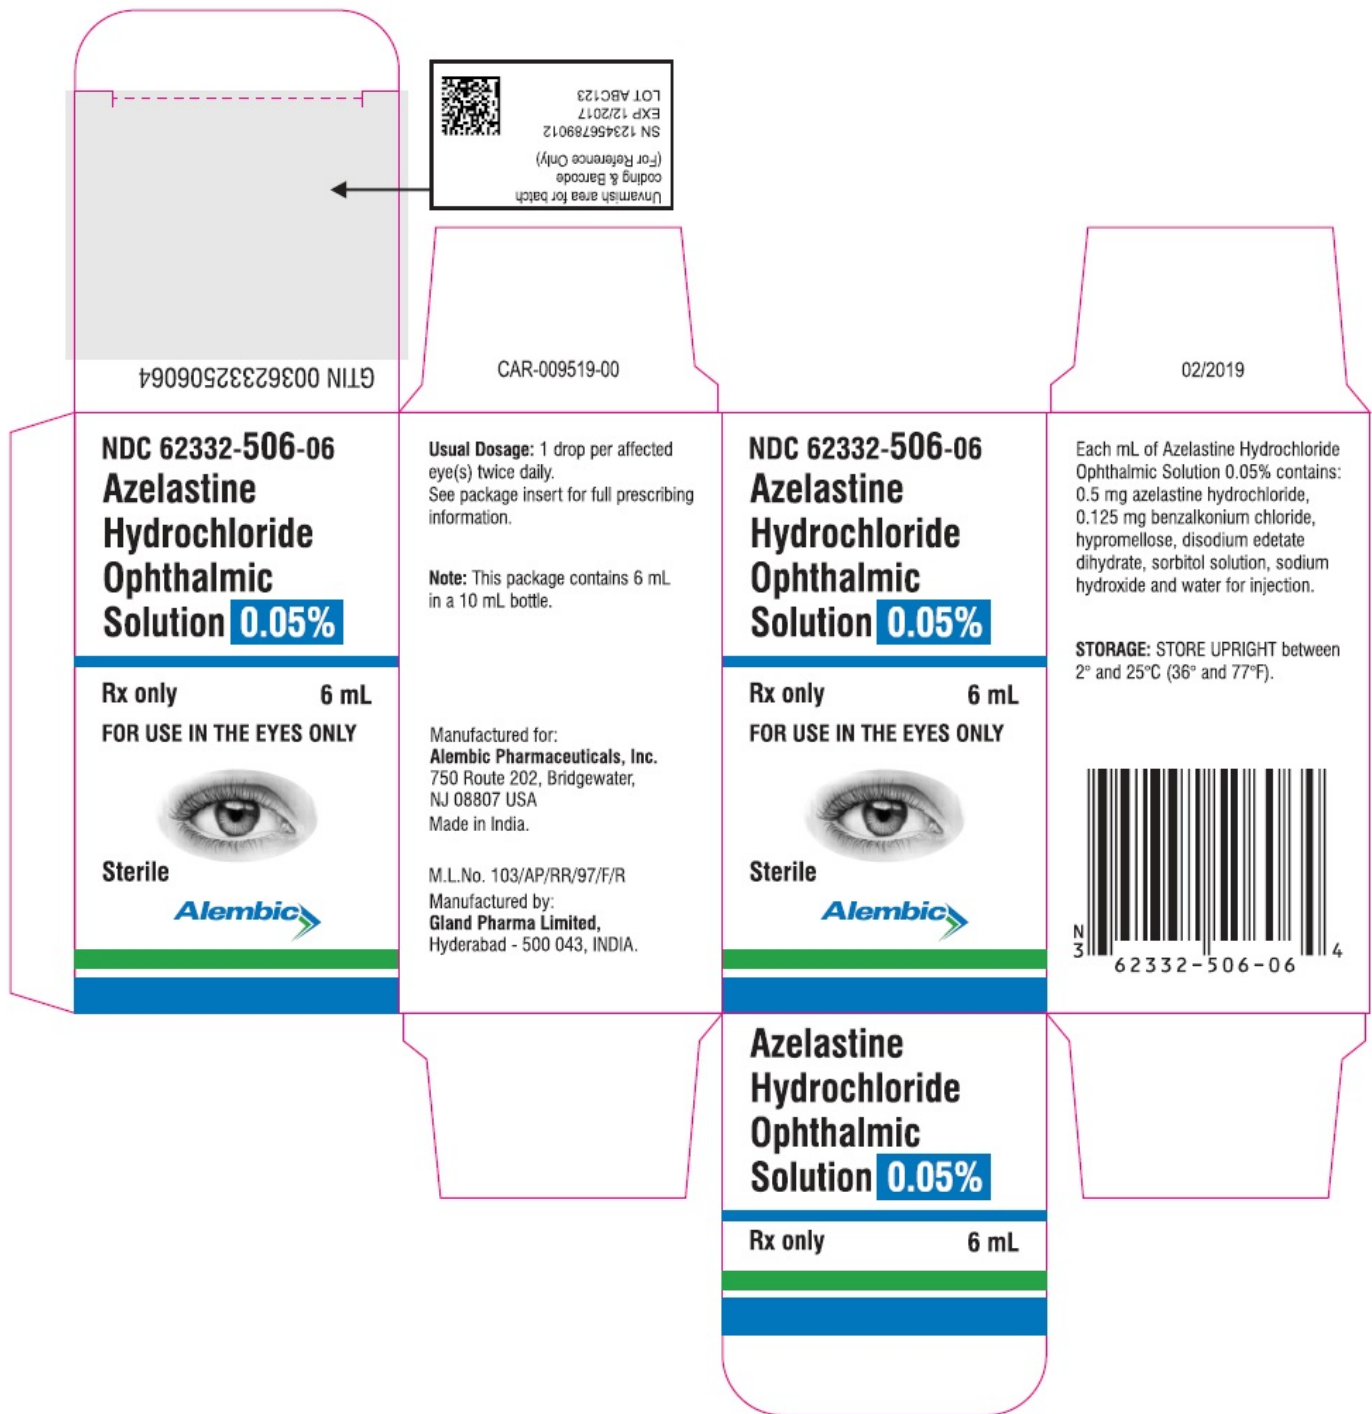 LOT ABC123
EXP 12/2017
SN 123456789012
(For Reference Only)
coding & Barcode
Unvarnish area for batch
GTIN 00362332506064
CAR-009519-00
02/2019
NDC 62332-506-06
Azelastine
Hydrochloride
Ophthalmic
Solution 0.05%
Rx only 6 mL
FOR USE IN THE EYES ONLY
Sterile
Alembic
Usual Dosage: 1 drop per affected
eye(s) twice daily.
See package insert for full prescribing
information.
Note: This package contains 6 mL
in a 10 mL bottle.
Manufactured for:
Alembic Pharmaceuticals, Inc.
750 Route 202, Bridgewater,
NJ 08807 USA
Made in India.
M.L.No. 103/AP/RR/97/F/R
Manufactured by:
Gland Pharma Limited,
Hyderabad - 500 043, INDIA.
NDC 62332-506-06
Azelastine
Hydrochloride
Ophthalmic
Solution 0.05%
Rx only 6 mL
FOR USE IN THE EYES ONLY
Sterile
Alembic
Each mL of Azelastine Hydrochloride
Ophthalmic Solution 0.05% contains:
0.5 mg azelastine hydrochloride,
0.125 mg benzalkonium chloride,
hypromellose, disodium edetate
dihydrate, sorbitol solution, sodium
hydroxide and water for injection.
STORAGE: STORE UPRIGHT between
2° and 25°C (36° and 77°F).
N
3 62332-506-06 4
Azelastine
Hydrochloride
Ophthalmic
Solution 0.05%
Rx only 6 mL